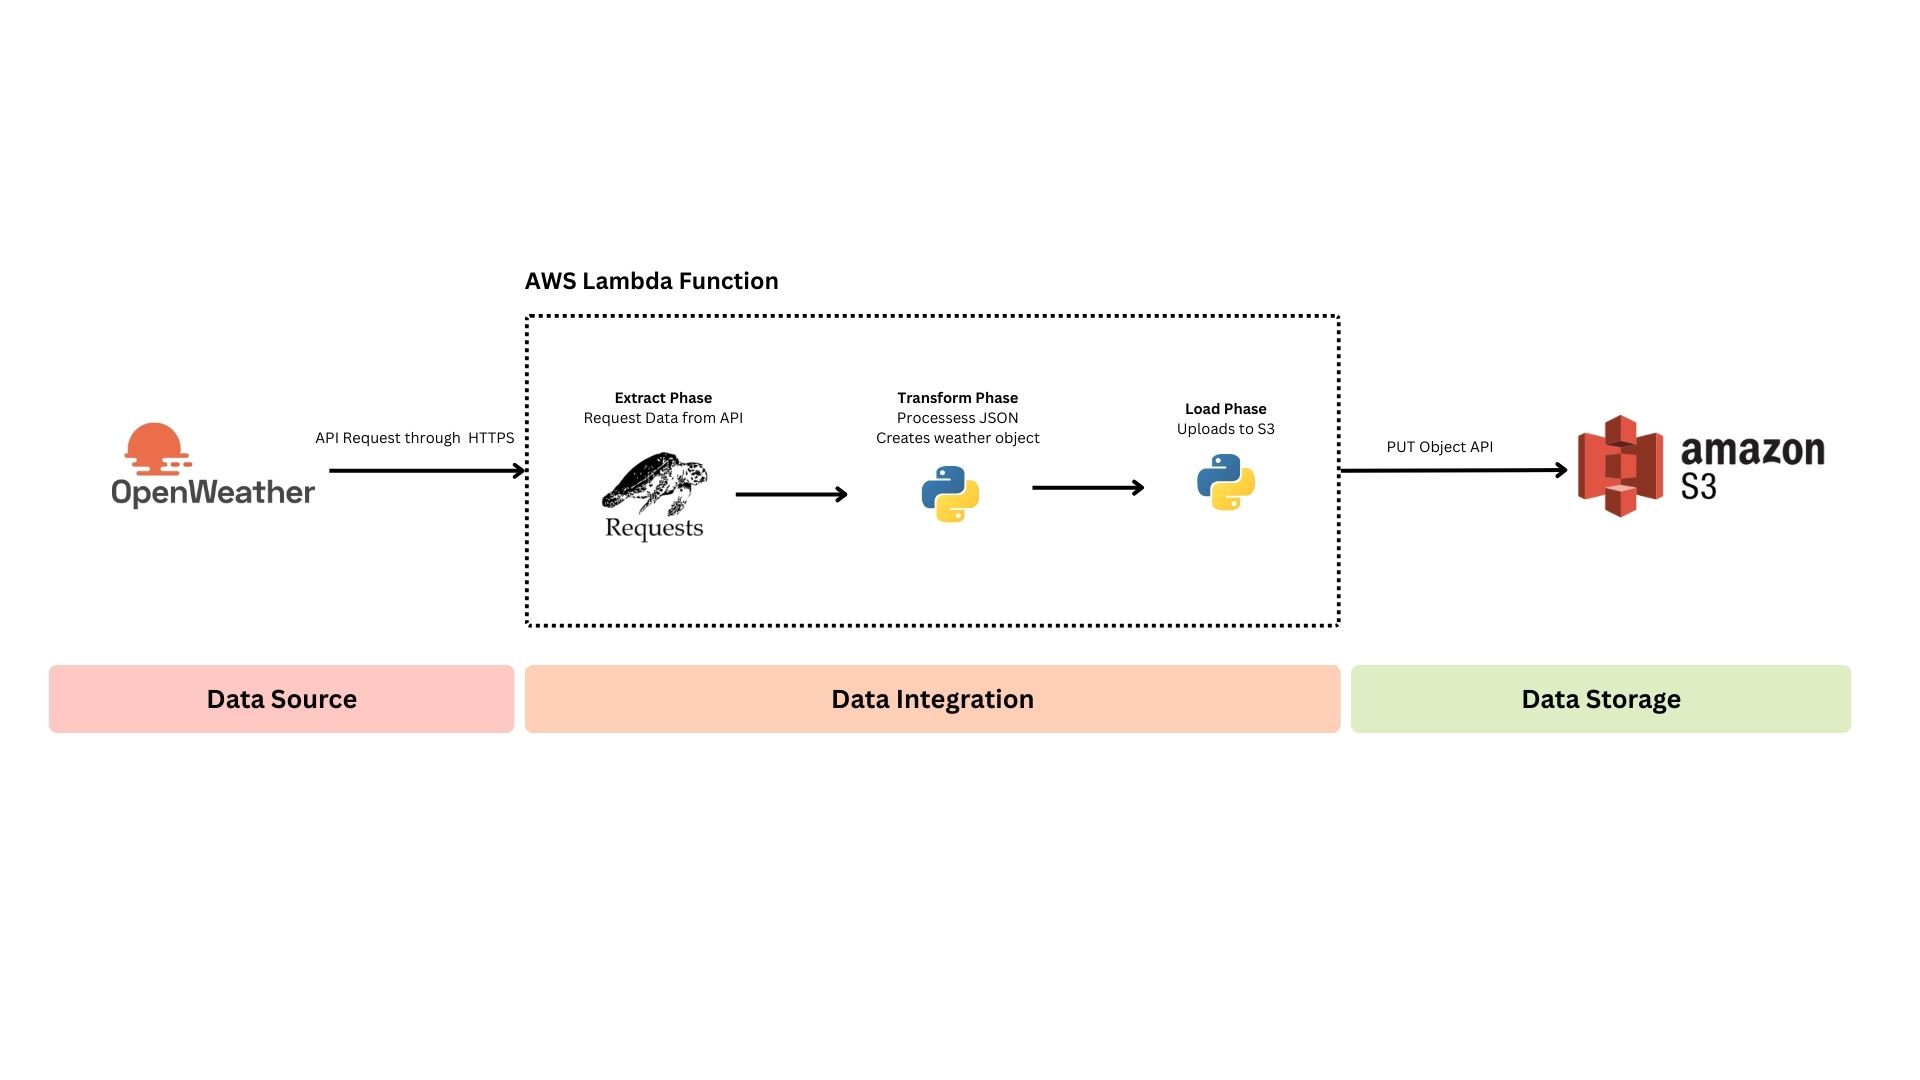 AWS Lambda Function
OpenWeather
API Request through  HTTPS
Extract Phase
Request Data from API
Requests
Transform Phase
Processess JSON
Creates weather object
Load Phase
Uploads to S3
PUT Object API
amazon
S3
Data Source
Data Integration
Data Storage